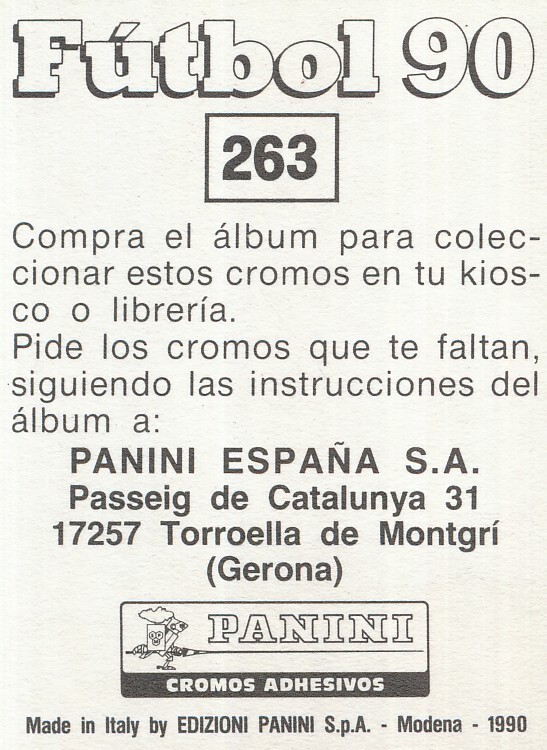 Fútbol 90
263
Compra el álbum para colec-
cionar estos cromos en tu kios-
co o librería.
Pide los cromos que te faltan,
siguiendo las instrucciones del
álbum a:
PANINI ESPAÑA S.A.
Passeig de Catalunya 31
17257 Torroella de Montgrí
(Gerona)
PANINI
CROMOS ADHESIVOS
Made in Italy by EDIZIONI PANINI S.p.A. - Modena - 1990